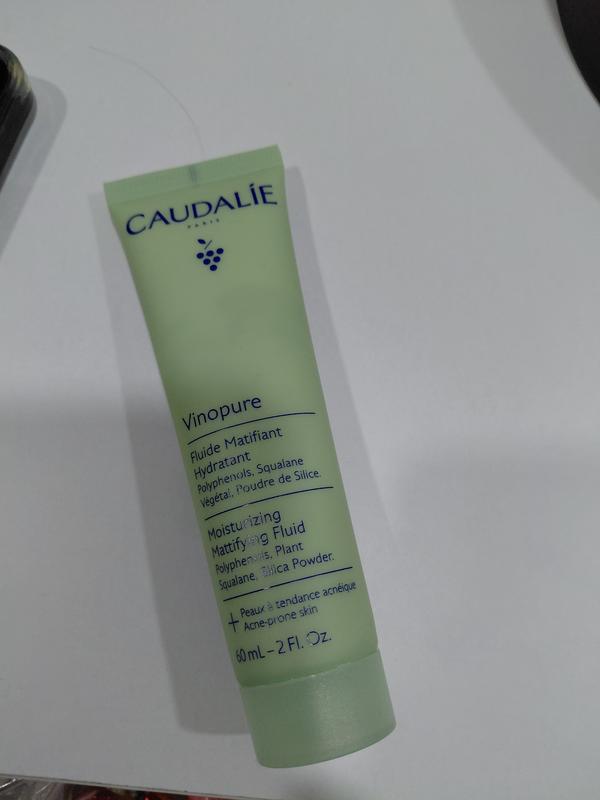 CAUDALÍE
PARIS
Vinopure
Fluide Matifiant
Hydratant
Polyphenols, Squalane
Végétal, Poudre de Silice.
Moisturizing
Mattifying Fluid
Polyphenols, Plant
Squalane, Silica Powder.
+ Peaux à tendance acnéique
Acne-prone skin
60 mL - 2 Fl. Oz.